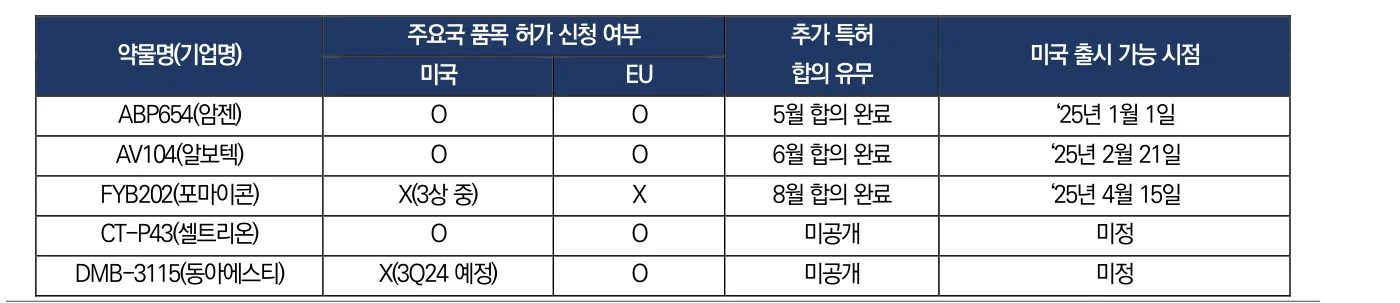 약물명(기업명) 주요국 품목 허가 신청 여부 추가 특허 합의 유무 미국 출시 가능 시점
미국 EU
ABP654(암젠) O O 5월 합의 완료 ‘25년 1월 1일
AV104(알보텍) O O 6월 합의 완료 ‘25년 2월 21일
FYB202(포마이콘) X(3상 중) X 8월 합의 완료 ‘25년 4월 15일
CT-P43(셀트리온) O O 미공개 미정
DMB-3115(동아에스티) X(3Q24 예정) O 미공개 미정